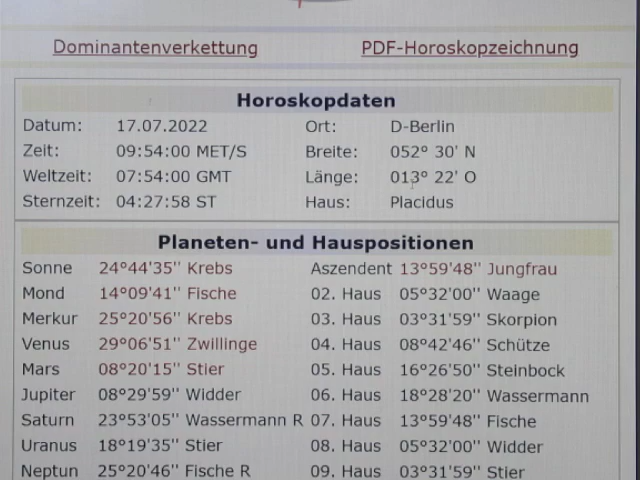 Dominantenverkettung PDF-Horoskopzeichnung
Horoskopdaten
Datum: 17.07.2022 Ort: D-Berlin
Zeit: 09:54:00 MET/S Breite: 052° 30' N
Weltzeit: 07:54:00 GMT Länge: 013° 22' O
Sternzeit: 04:27:58 ST Haus: Placidus
Planeten- und Hauspositionen
Sonne 24°44'35" Krebs Aszendent 13°59'48" Jungfrau
Mond 14°09'41" Fische 02. Haus 05°32'00" Waage
Merkur 25°20'56" Krebs 03. Haus 03°31'59" Skorpion
Venus 29°06'51" Zwillinge 04. Haus 08°42'46" Schütze
Mars 08°20'15" Stier 05. Haus 16°26'50" Steinbock
Jupiter 08°29'59" Widder 06. Haus 18°28'20" Wassermann
Saturn 23°53'05" Wassermann R 07. Haus 13°59'48" Fische
Uranus 18°19'35" Stier 08. Haus 05°32'00" Widder
Neptun 25°20'46" Fische R 09. Haus 03°31'59" Stier